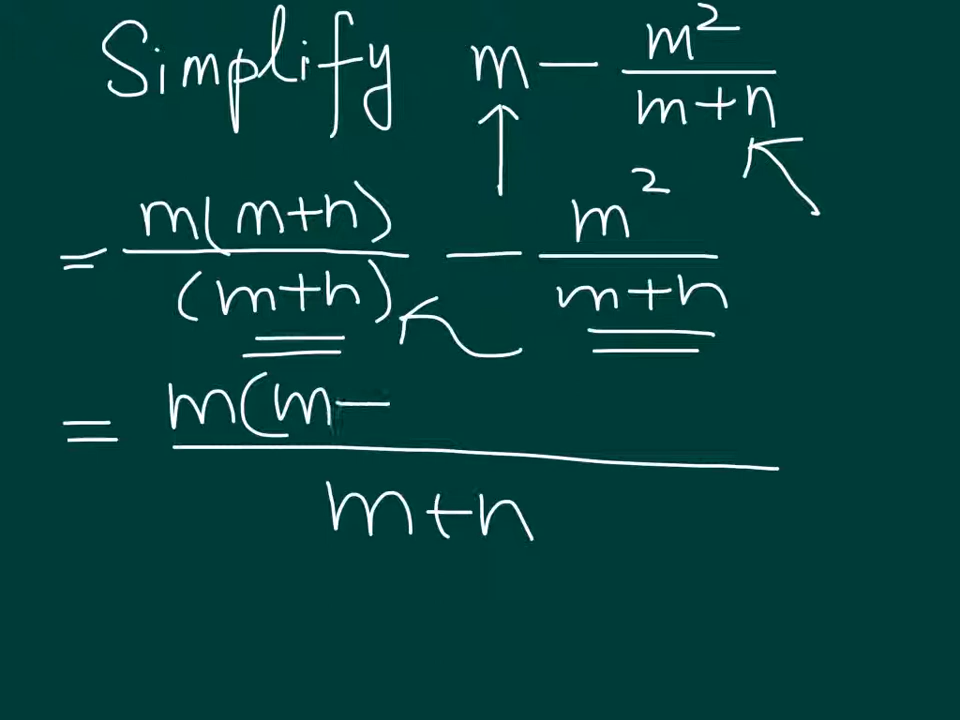 Simplify m - m²/(m+n)
= m(m+n)/(m+n) - m²/(m+n)
= m(m-/(m+n)